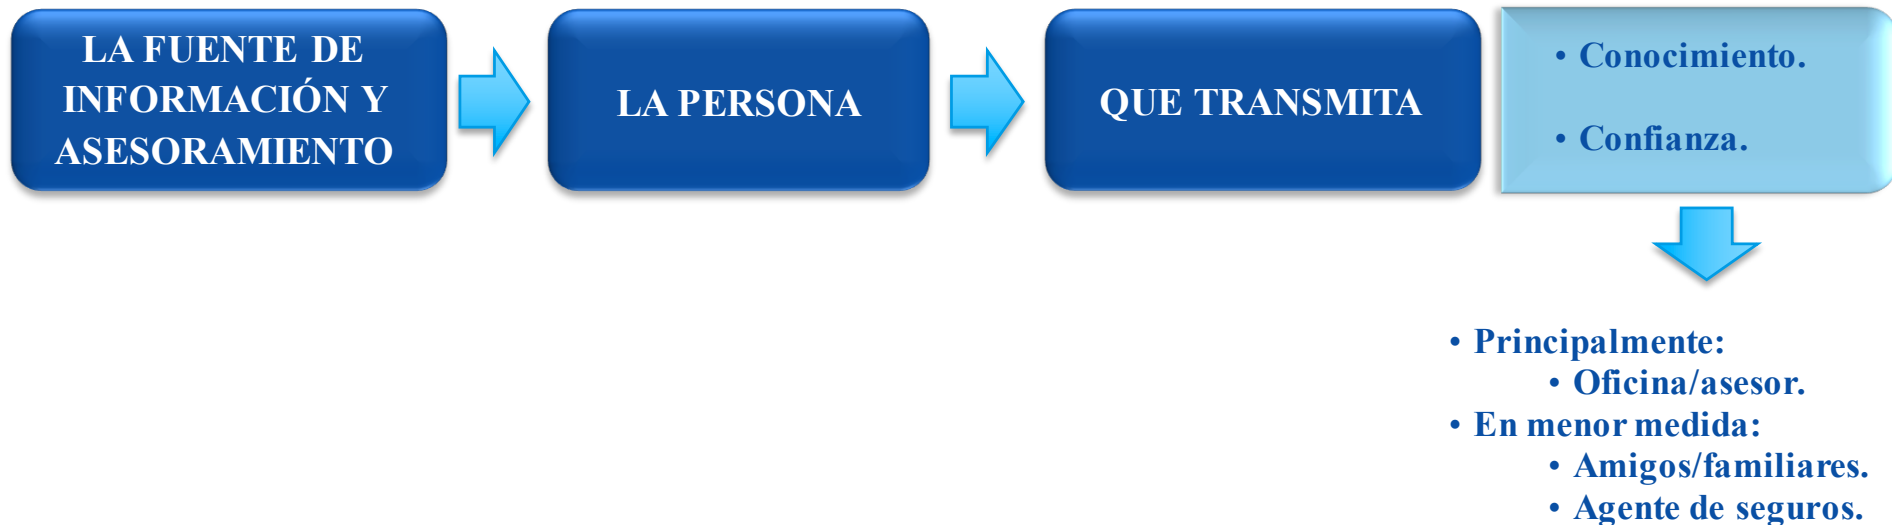 LA FUENTE DE
INFORMACIÓN Y
ASESORAMIENTO
LA PERSONA
QUE TRANSMITA
• Conocimiento.
• Confianza.
• Principalmente:
• Oficina/asesor.
• En menor medida:
• Amigos/familiares.
• Agente de seguros.